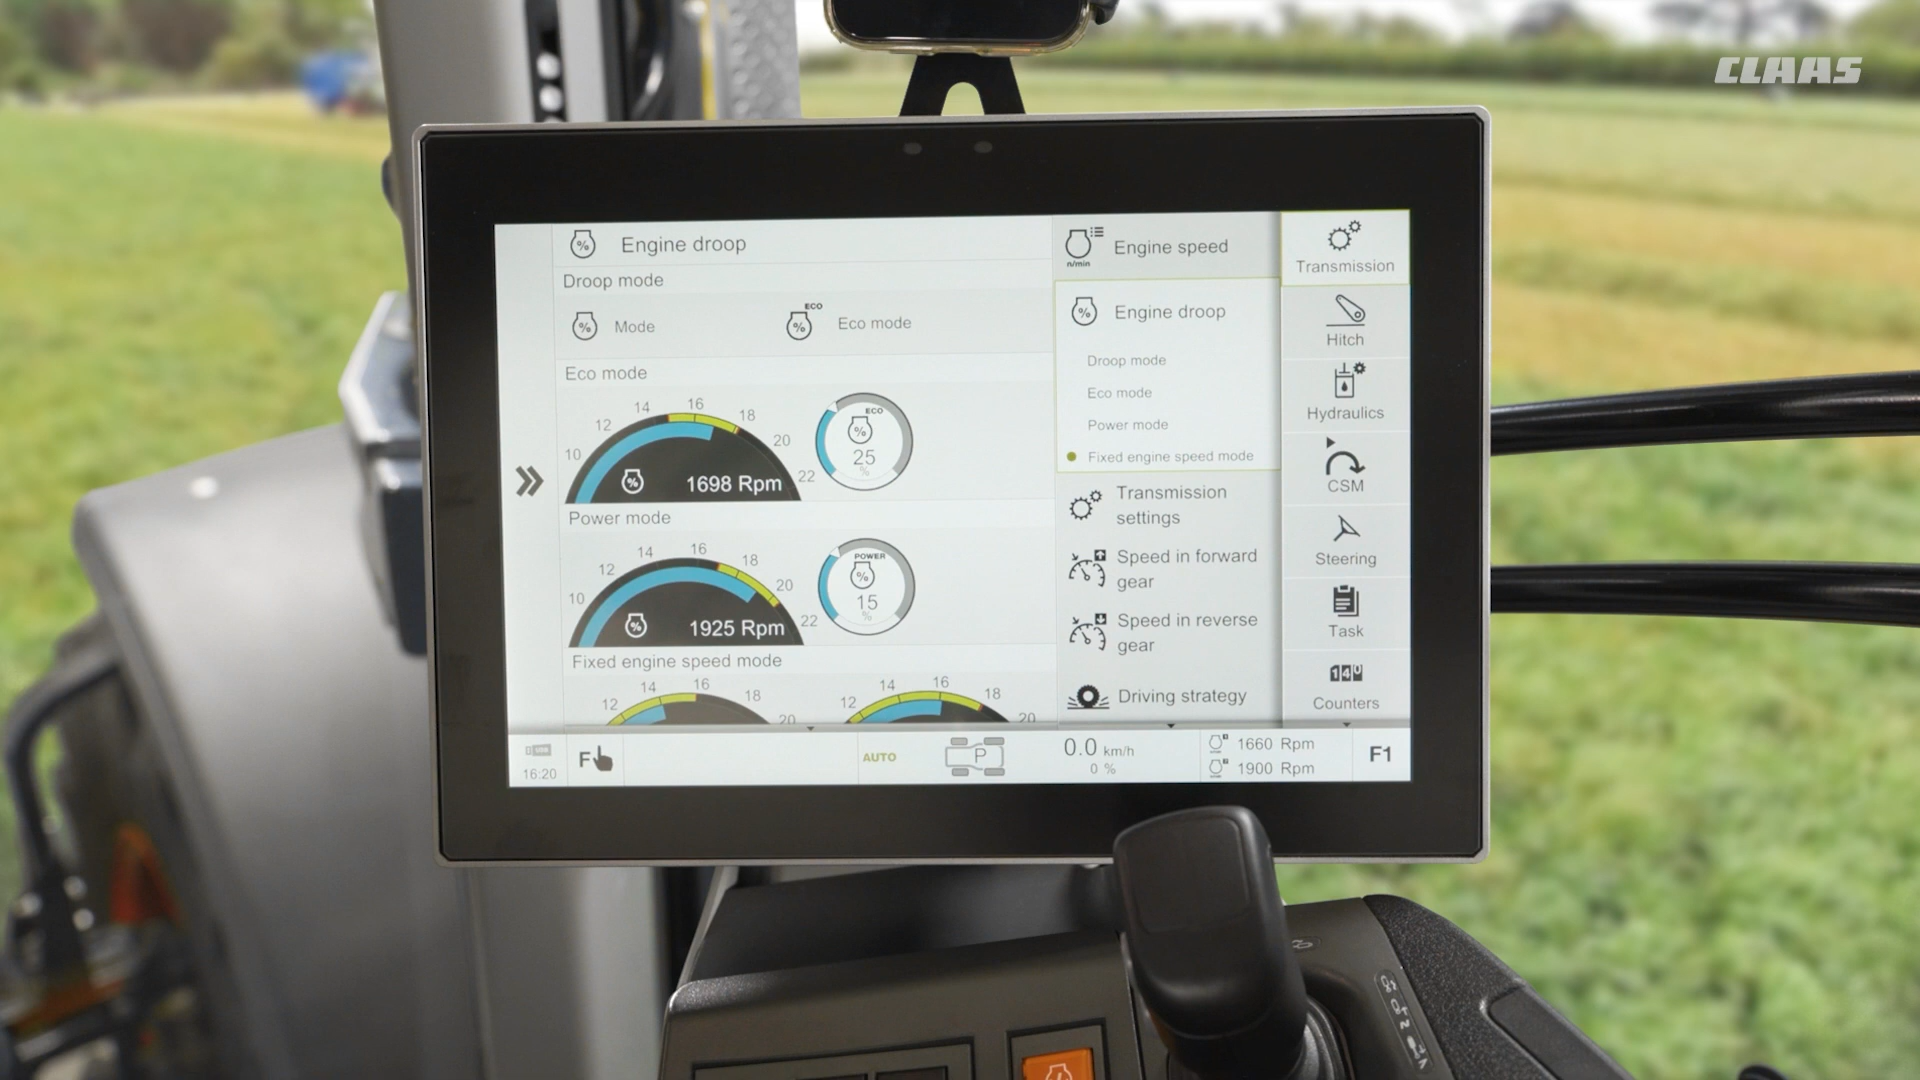 CLAAS
Engine droop
Droop mode
% Mode
ECO
% Eco mode
Eco mode
10 12 14 16 18 20 22
% 1698 Rpm
ECO
%
25
%
Power mode
10 12 14 16 18 20 22
% 1925 Rpm
POWER
%
15
%
Fixed engine speed mode
12 14 16 18 20
12 14 16 18 20
n/min
Engine speed
% Engine droop
Droop mode
Eco mode
Power mode
Fixed engine speed mode
Transmission
settings
Speed in forward
gear
Speed in reverse
gear
Driving strategy
Transmission
Hitch
Hydraulics
CSM
Steering
Task
Counters
16:20
F
AUTO
P
0.0 km/h
0 %
1660 Rpm
1900 Rpm
F1